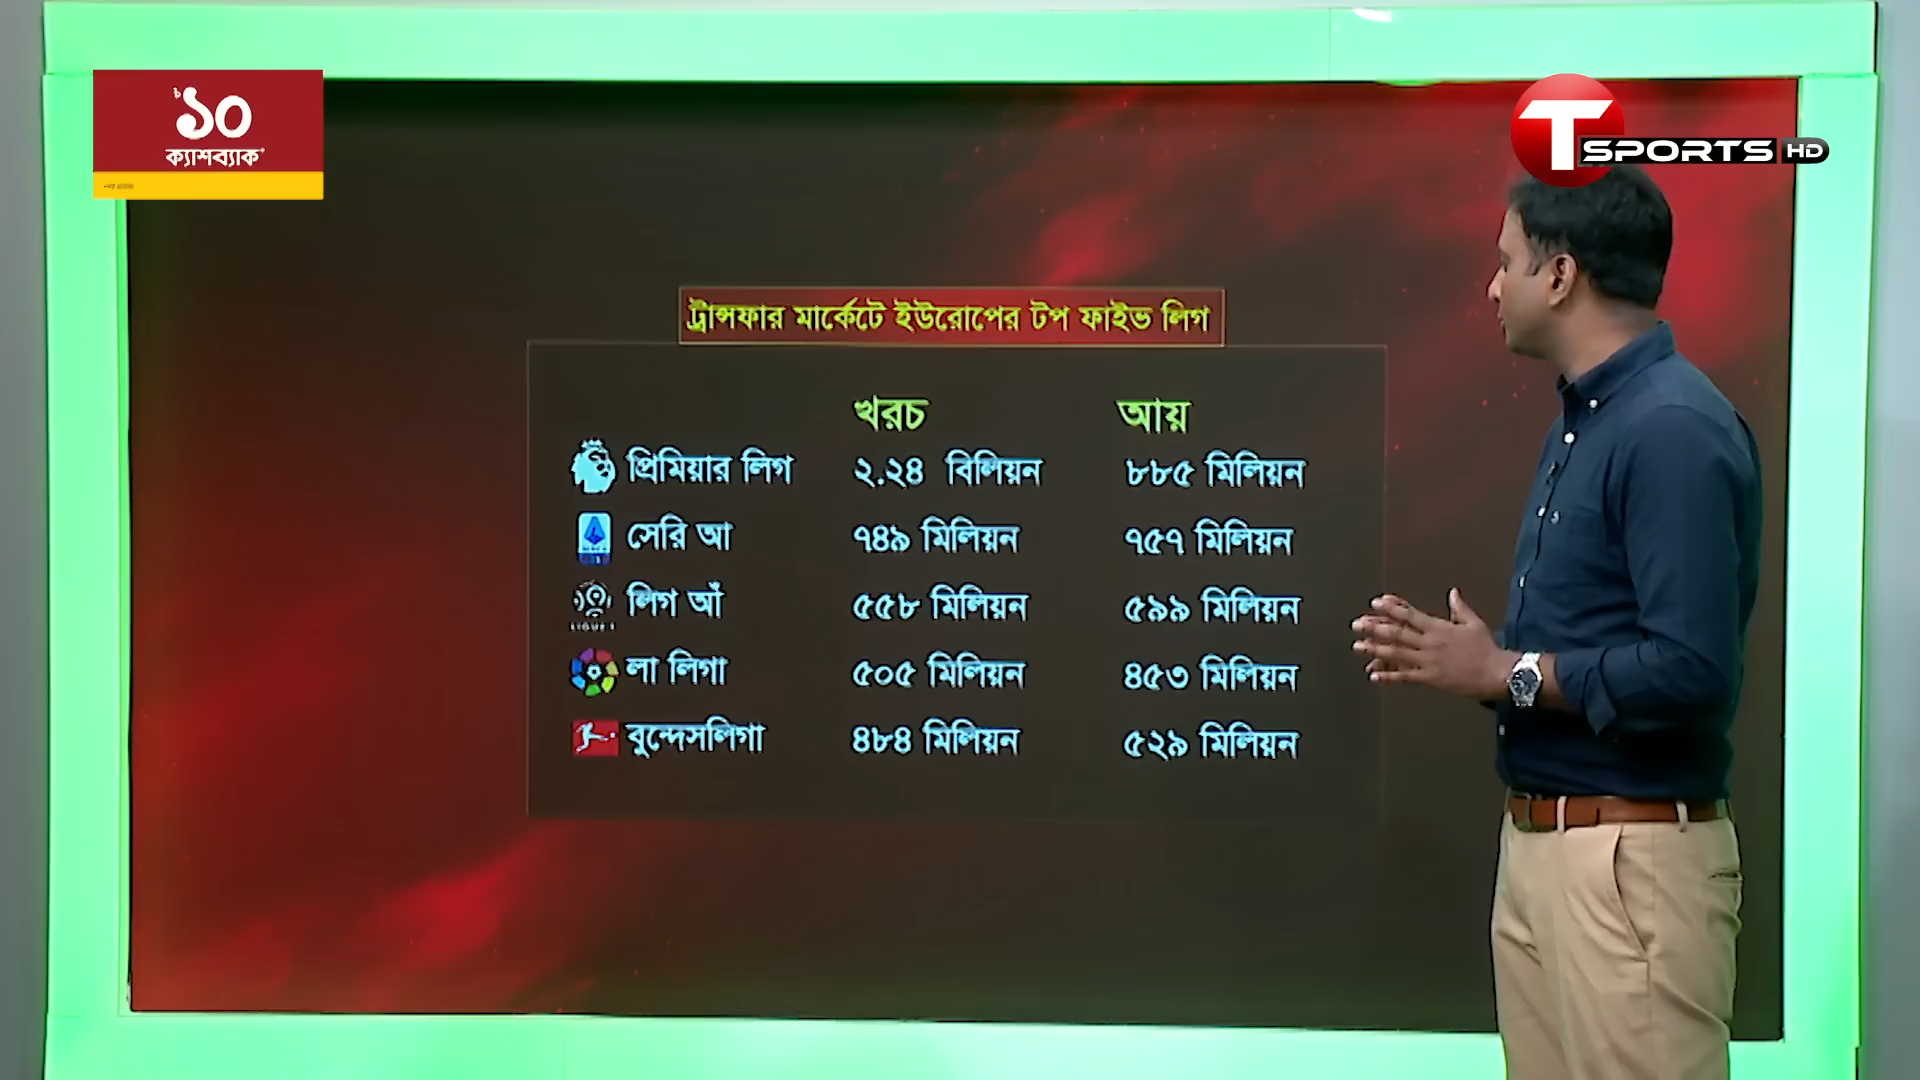 ৳১০
ক্যাশব্যাক*
T SPORTS HD
ট্রান্সফার মার্কেটে ইউরোপের টপ ফাইভ লিগ
খরচ আয়
প্রিমিয়ার লিগ ২.২৪ বিলিয়ন ৮৮৫ মিলিয়ন
সেরি আ ৭৪৯ মিলিয়ন ৭৫৭ মিলিয়ন
লিগ আঁ ৫৫৮ মিলিয়ন ৫৯৯ মিলিয়ন
লা লিগা ৫০৫ মিলিয়ন ৪৫৩ মিলিয়ন
বুন্দেসলিগা ৪৮৪ মিলিয়ন ৫২৯ মিলিয়ন